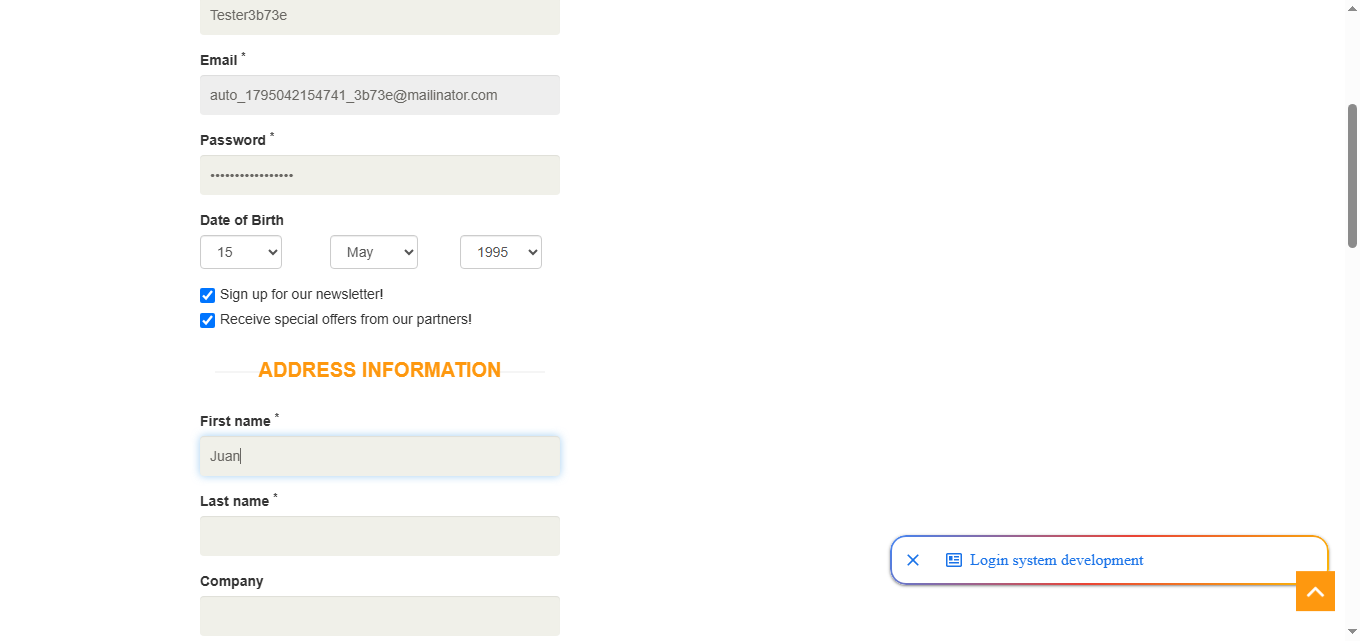 Tester3b73e
Email *
auto_1795042154741_3b73e@mailinator.com
Password *
•••••••••••••••••
Date of Birth
15 May 1995
Sign up for our newsletter!
Receive special offers from our partners!
ADDRESS INFORMATION
First name *
Juan
Last name *
Login system development
Company